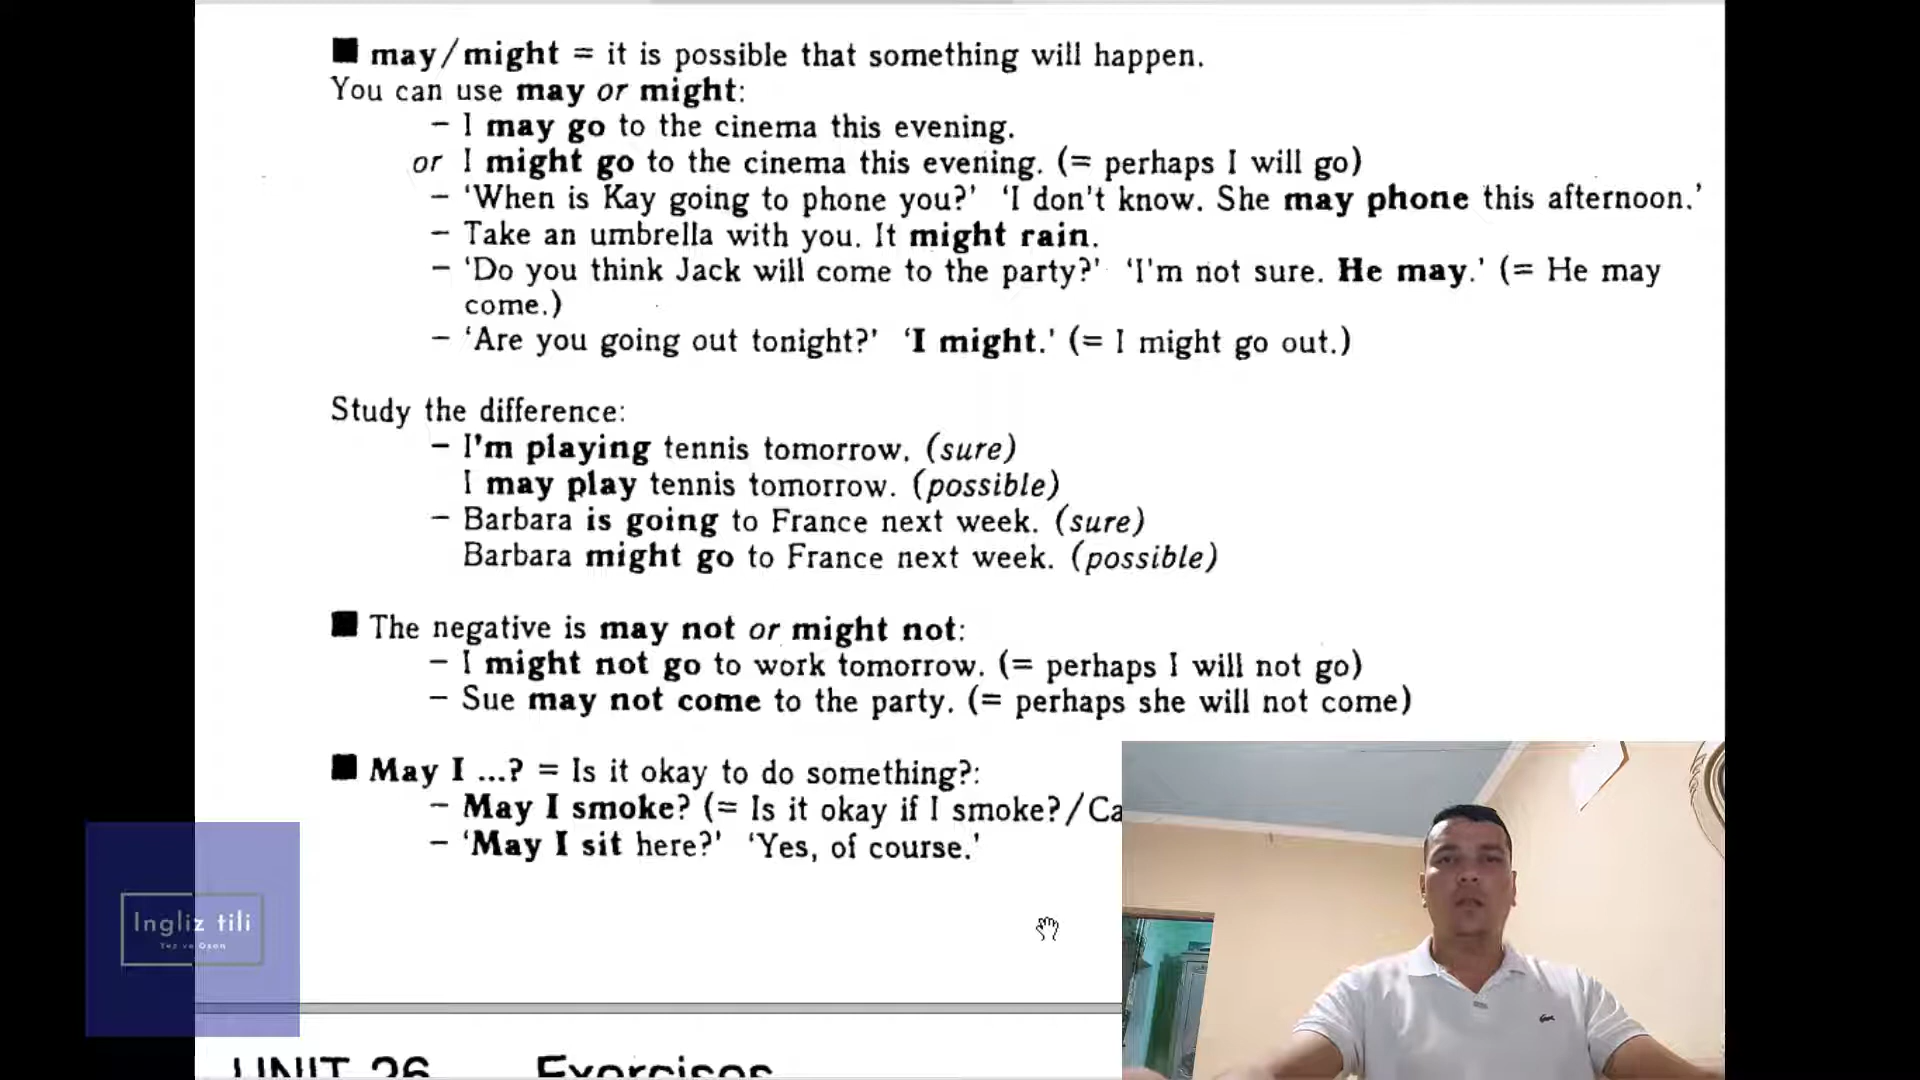 ■ may/might = it is possible that something will happen.
You can use may or might:
– I may go to the cinema this evening.
or I might go to the cinema this evening. (= perhaps I will go)
– ‘When is Kay going to phone you?’ ‘I don't know. She may phone this afternoon.’
– Take an umbrella with you. It might rain.
– ‘Do you think Jack will come to the party?’ ‘I'm not sure. He may.’ (= He may
come.)
– ‘Are you going out tonight?’ ‘I might.’ (= I might go out.)
Study the difference:
– I'm playing tennis tomorrow. (sure)
I may play tennis tomorrow. (possible)
– Barbara is going to France next week. (sure)
Barbara might go to France next week. (possible)
■ The negative is may not or might not:
– I might not go to work tomorrow. (= perhaps I will not go)
– Sue may not come to the party. (= perhaps she will not come)
■ May I ...? = Is it okay to do something?:
– May I smoke? (= Is it okay if I smoke?/Ca
– ‘May I sit here?’ ‘Yes, of course.’
Ingliz tili
Tez va Oson
UNIT 26 Exercises